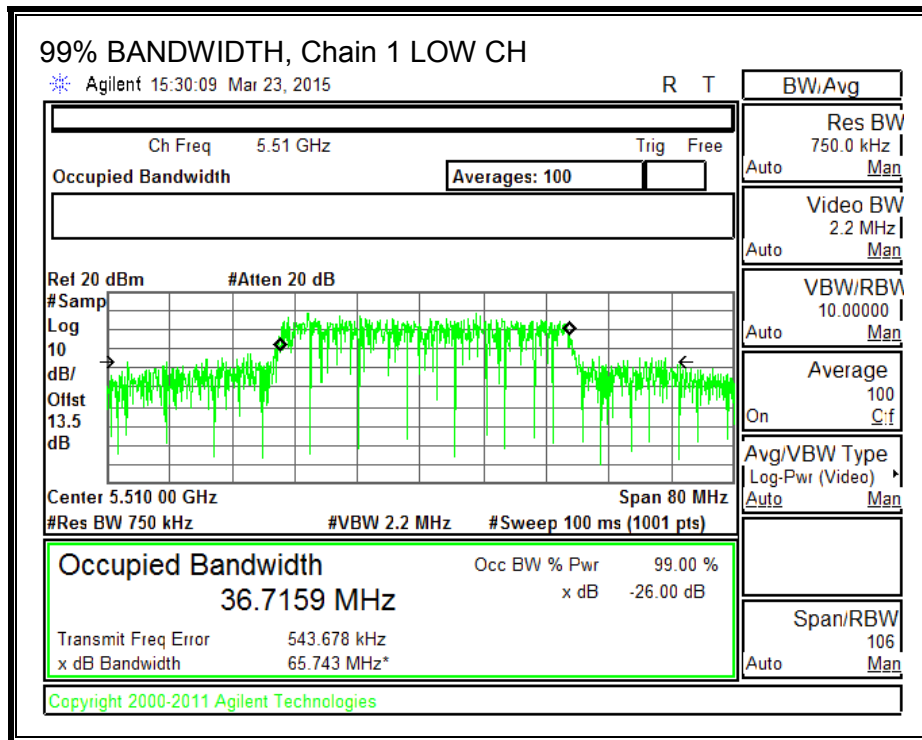 99% BANDWIDTH, Chain 1 LOW CH
Agilent 15:30:09 Mar 23, 2015 R T
Ch Freq 5.51 GHz Trig Free
Occupied Bandwidth Averages: 100
Ref 20 dBm #Atten 20 dB
#Samp
Log
10
dB/
Offst
13.5
dB
Center 5.510 00 GHz Span 80 MHz
#Res BW 750 kHz #VBW 2.2 MHz #Sweep 100 ms (1001 pts)
Occupied Bandwidth Occ BW % Pwr 99.00 %
36.7159 MHz x dB -26.00 dB
Transmit Freq Error 543.678 kHz
x dB Bandwidth 65.743 MHz*
Copyright 2000-2011 Agilent Technologies
BW/Avg
Res BW
750.0 kHz
Auto Man
Video BW
2.2 MHz
Auto Man
VBW/RBW
10.00000
Auto Man
Average
100
On
Avg/VBW Type
Log-Pwr (Video)
Auto Man
Span/RBW
106
Auto Man